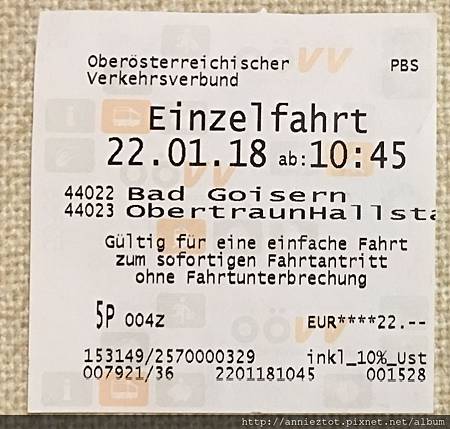 Oberösterreichischer PBS
Verkehrsverbund
Einzelfahrt
22.01.18 ab:10:45
44022 Bad Goisern
44023 ObertraunHallsta
Gültig für eine einfache Fahrt
zum sofortigen Fahrtantritt
ohne Fahrtunterbrechung
5P 004Z EUR****22.--
153149/2570000329 inkl_10%_Ust
007921/36 2201181045 001528
oövv
http://annieztot.pixnet.net/album